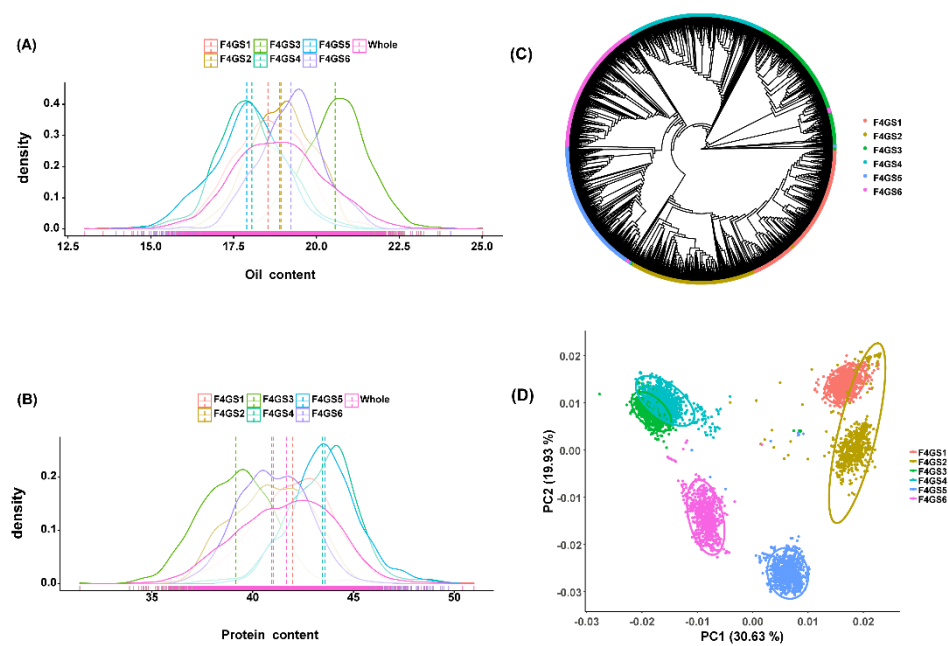 (A)
F4GS1 F4GS3 F4GS5 Whole
F4GS2 F4GS4 F4GS6
density
0.4
0.3
0.2
0.1
0.0
12.5 15.0 17.5 20.0 22.5 25.0
Oil content
(B)
F4GS1 F4GS3 F4GS5 Whole
F4GS2 F4GS4 F4GS6
density
0.2
0.1
0.0
35 40 45 50
Protein content
(C)
F4GS1
F4GS2
F4GS3
F4GS4
F4GS5
F4GS6
(D)
PC2 (19.93 %)
0.02
0.01
0.00
-0.01
-0.02
-0.03
-0.03 -0.02 -0.01 0.00 0.01 0.02
PC1 (30.63 %)
F4GS1
F4GS2
F4GS3
F4GS4
F4GS5
F4GS6